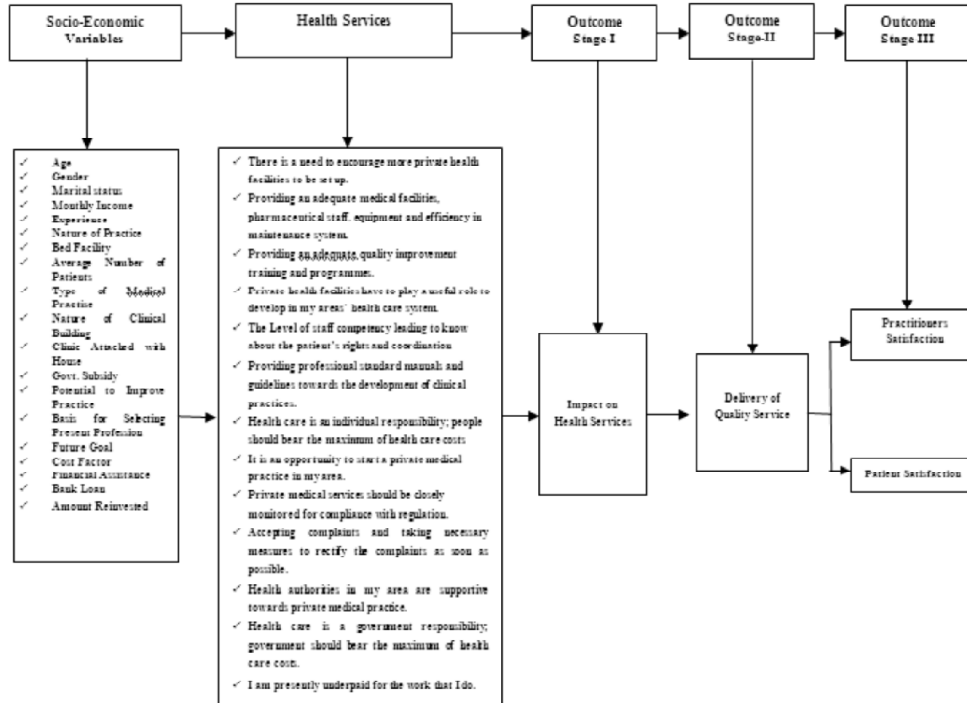 Socio-Economic
Variables
Health Services
Outcome
Stage-I
Outcome
Stage-II
Outcome
Stage-III
✓ Age
✓ Gender
✓ Marital status
✓ Monthly Income
✓ Experience
✓ Nature of Practice
✓ Bed Facility
✓ Average Number of
Patients
✓ Type of Medical
Practise
✓ Nature of Clinical
Building
✓ Clinic Attached with
House
✓ Govt. Subsidy
✓ Potential to Improve
Practice
✓ Basis for Selecting
Present Profession
✓ Future Goal
✓ Cost Factor
✓ Financial Assistance
✓ Bank Loan
✓ Amount Reinvested
✓ There is a need to encourage more private health
facilities to be set up.
✓ Providing an adequate medical facilities,
pharmaceutical staff, equipment and efficiency in
maintenance system.
✓ Providing an adequate quality improvement
training and programmes.
✓ Private health facilities have to play a useful role to
develop in my areas' health care system.
✓ The Level of staff competency leading to know
about the patient's rights and coordination
✓ Providing professional standard manuals and
guidelines towards the development of clinical
practices.
✓ Health care is an individual responsibility; people
should bear the maximum of health care costs
✓ It is an opportunity to start a private medical
practice in my area.
✓ Private medical services should be closely
monitored for compliance with regulation.
✓ Accepting complaints and taking necessary
measures to rectify the complaints as soon as
possible.
✓ Health authorities in my area are supportive
towards private medical practice.
✓ Health care is a government responsibility;
government should bear the maximum of health
care costs.
✓ I am presently underpaid for the work that I do.
Impact on
Health Services
Delivery of
Quality Service
Practitioners
Satisfaction
Patient Satisfaction